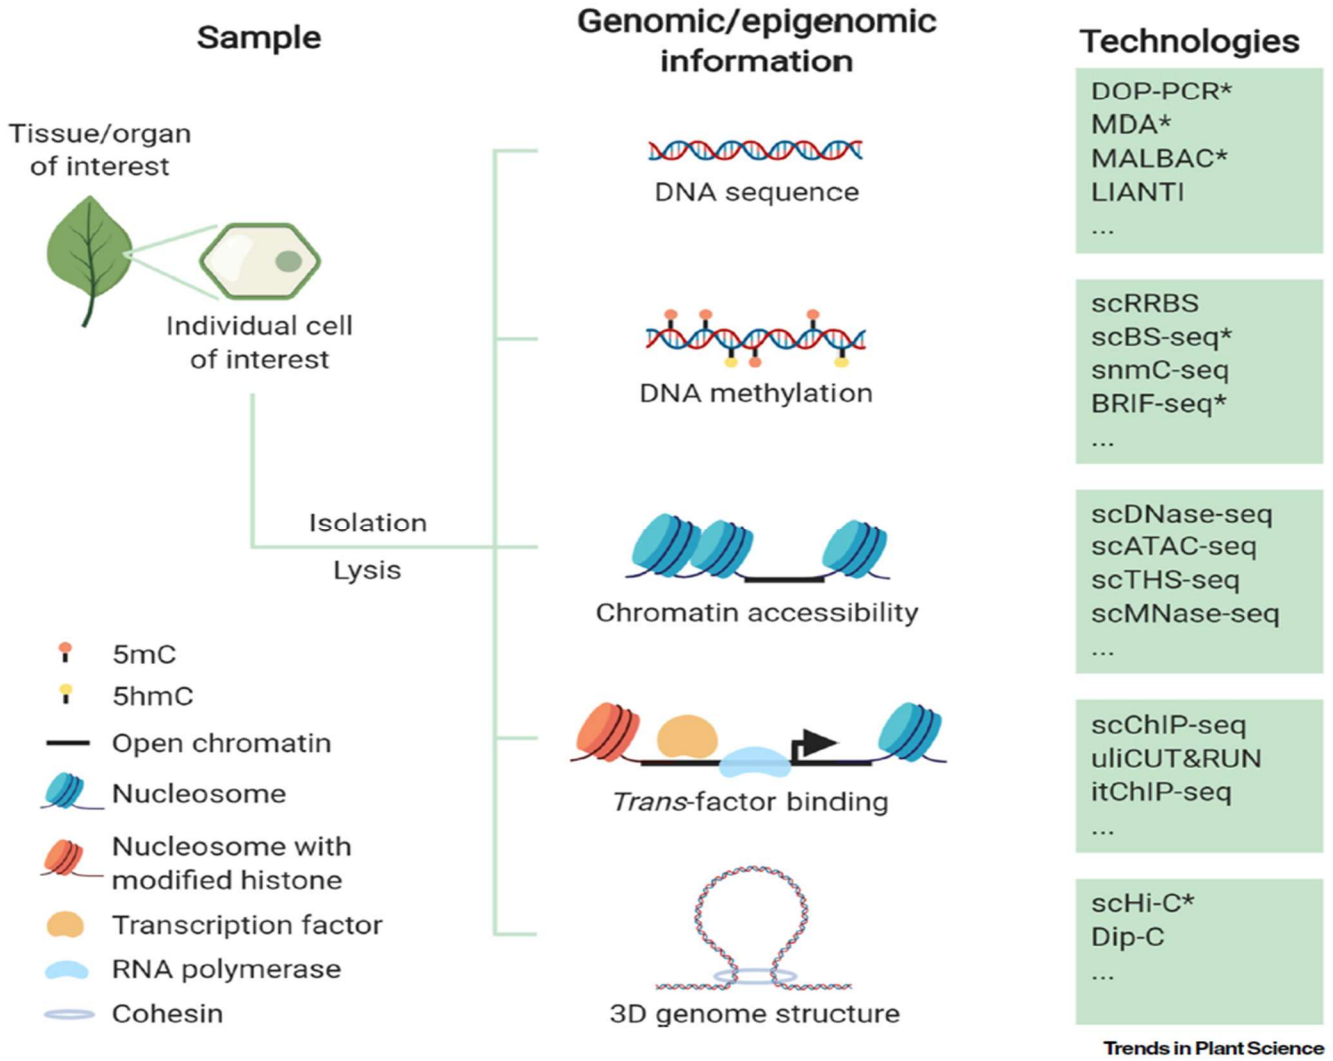 Sample
Genomic/epigenomic
information
Technologies
Tissue/organ
of interest
Individual cell
of interest
Isolation
Lysis
DNA sequence
DOP-PCR*
MDA*
MALBAC*
LIANTI
...
DNA methylation
scRRBS
scBS-seq*
snmC-seq
BRIF-seq*
...
Chromatin accessibility
scDNase-seq
scATAC-seq
scTHS-seq
scMNase-seq
...
Trans-factor binding
scChIP-seq
uliCUT&RUN
itChIP-seq
...
3D genome structure
scHi-C*
Dip-C
...
5mC
5hmC
Open chromatin
Nucleosome
Nucleosome with
modified histone
Transcription factor
RNA polymerase
Cohesin
Trends in Plant Science